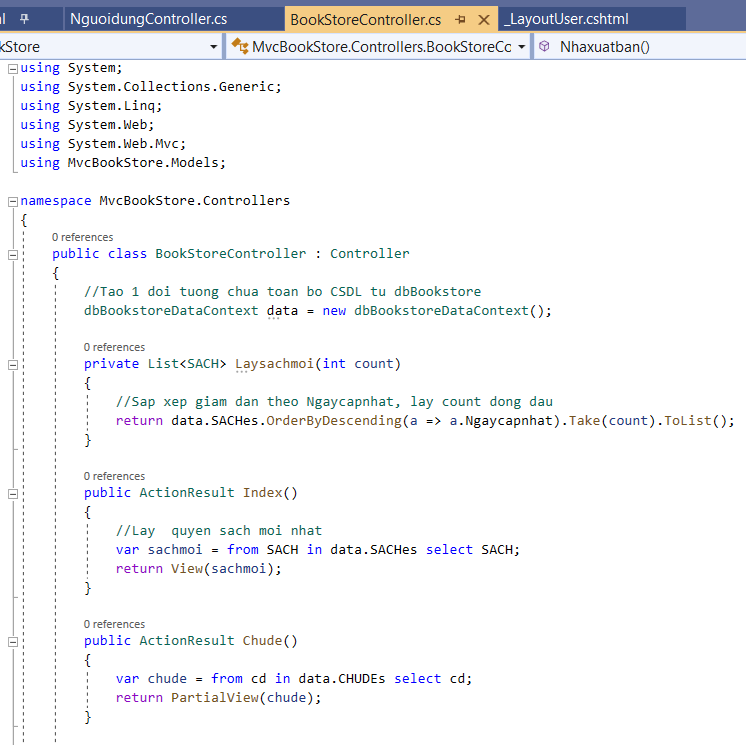 l NguoidungController.cs BookStoreController.cs _LayoutUser.cshtml
kStore MvcBookStore.Controllers.BookStoreCc Nhaxuatban()
using System;
using System.Collections.Generic;
using System.Linq;
using System.Web;
using System.Web.Mvc;
using MvcBookStore.Models;
namespace MvcBookStore.Controllers
{
0 references
public class BookStoreController : Controller
{
//Tao 1 doi tuong chua toan bo CSDL tu dbBookstore
dbBookstoreDataContext data = new dbBookstoreDataContext();
0 references
private List<SACH> Laysachmoi(int count)
{
//Sap xep giam dan theo Ngaycapnhat, lay count dong dau
return data.SACHes.OrderByDescending(a => a.Ngaycapnhat).Take(count).ToList();
}
0 references
public ActionResult Index()
{
//Lay  quyen sach moi nhat
var sachmoi = from SACH in data.SACHes select SACH;
return View(sachmoi);
}
0 references
public ActionResult Chude()
{
var chude = from cd in data.CHUDEs select cd;
return PartialView(chude);
}